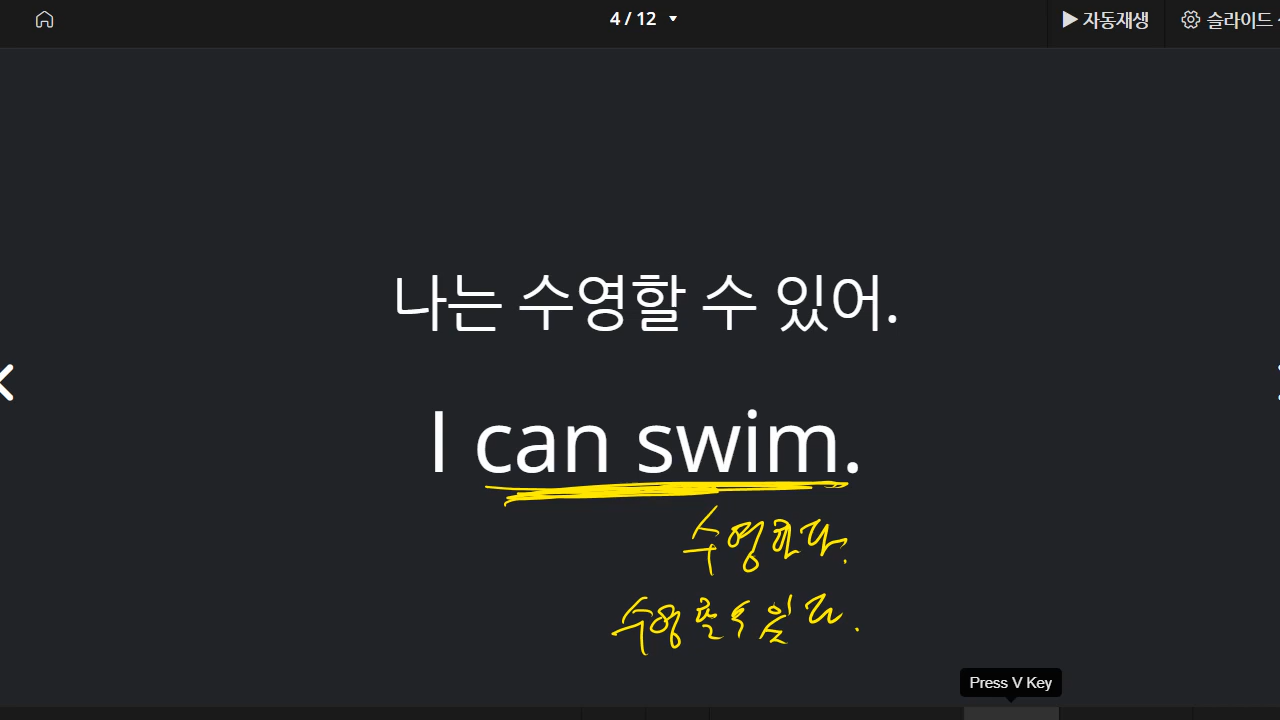 4 / 12
▶ 자동재생
슬라이드
나는 수영할 수 있어.
I can swim.
수영한다.
수영할 수 있다.
Press V Key